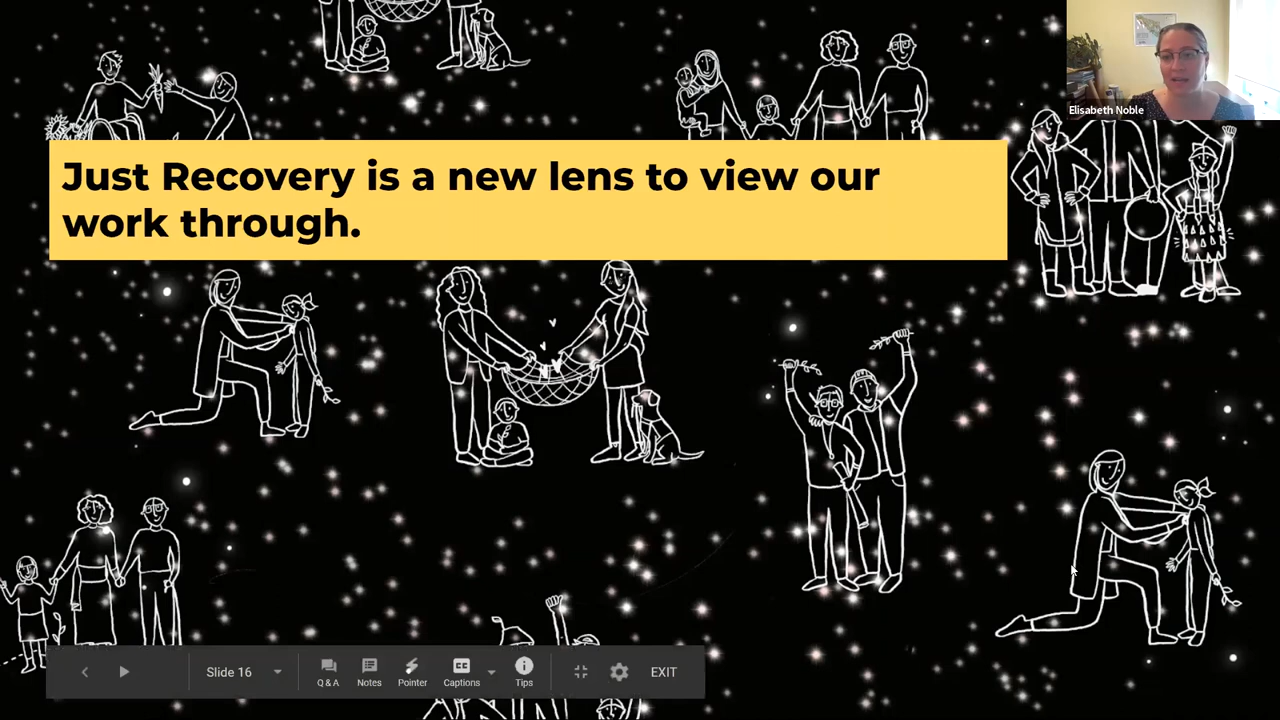 Elisabeth Noble
Just Recovery is a new lens to view our
work through.
Slide 16
Q & A
Notes
Pointer
CC
Captions
Tips
EXIT